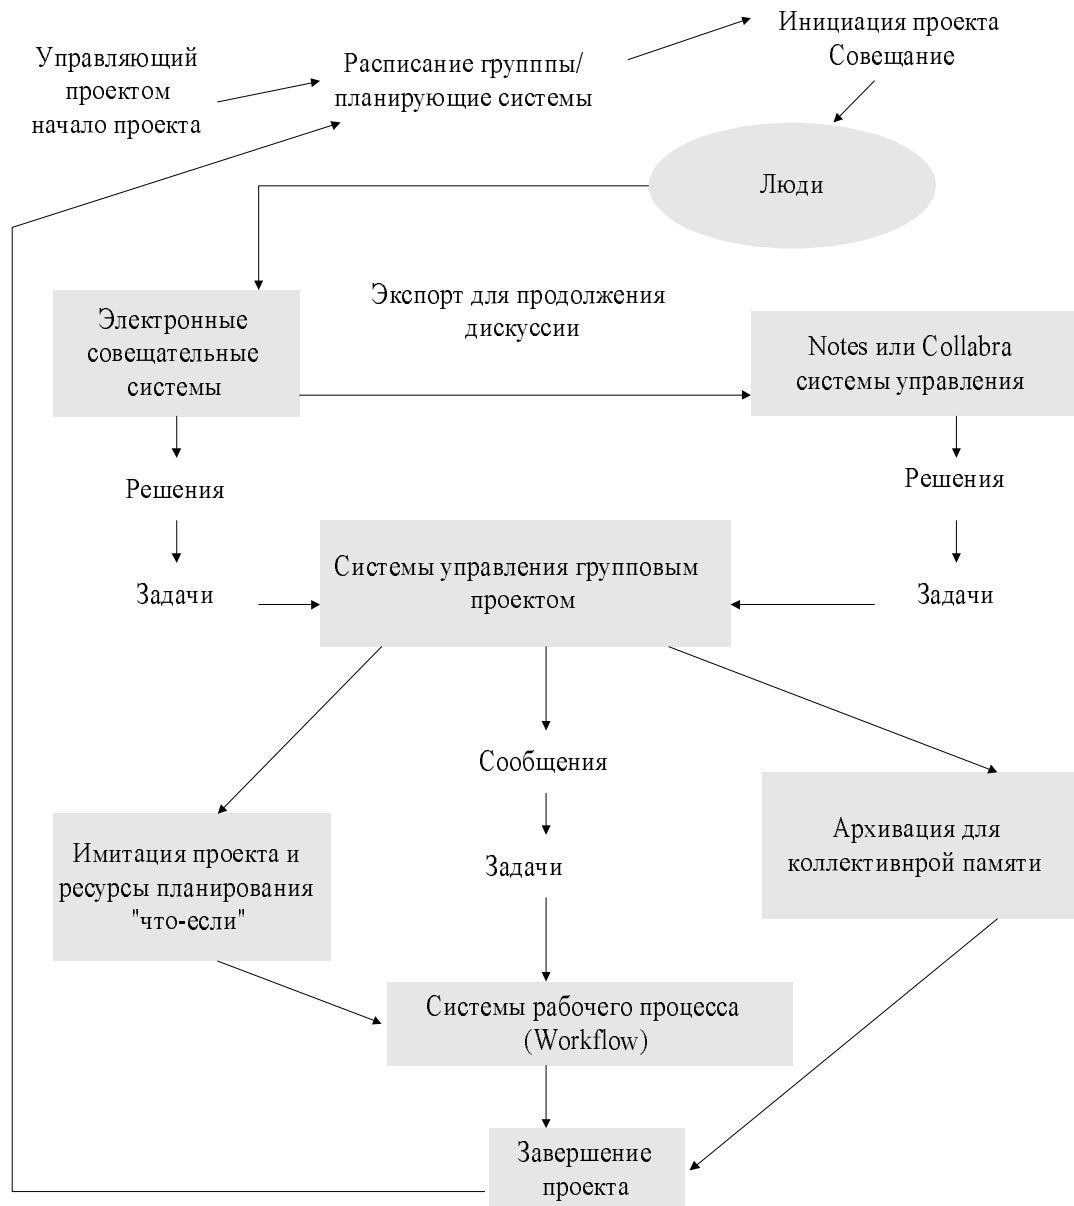 Инициация проекта
Совещание
Управляющий
проектом
начало проекта
Расписание групппы/
планирующие системы
Люди
Экспорт для продолжения
дискуссии
Электронные
совещательные
системы
Notes или Collabra
системы управления
Решения
Решения
Задачи
Задачи
Системы управления групповым
проектом
Сообщения
Задачи
Имитация проекта и
ресурсы планирования
"что-если"
Архивация для
коллективнрой памяти
Системы рабочего процесса
(Workflow)
Завершение
проекта